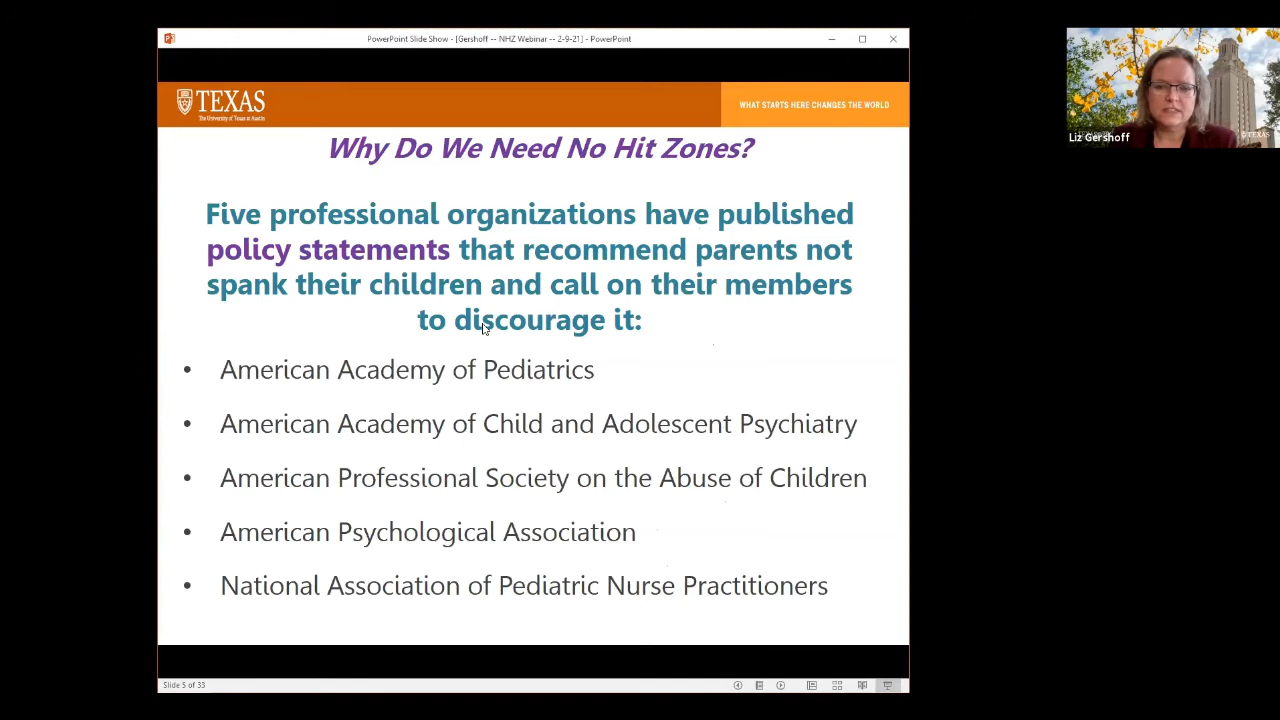 PowerPoint Slide Show - [Gershoff -- NHZ Webinar -- 2-9-21] - PowerPoint
TEXAS
The University of Texas at Austin
WHAT STARTS HERE CHANGES THE WORLD
Liz Gershoff
TEXAS
Why Do We Need No Hit Zones?
Five professional organizations have published
policy statements that recommend parents not
spank their children and call on their members
to discourage it:
• American Academy of Pediatrics
• American Academy of Child and Adolescent Psychiatry
• American Professional Society on the Abuse of Children
• American Psychological Association
• National Association of Pediatric Nurse Practitioners
Slide 5 of 33